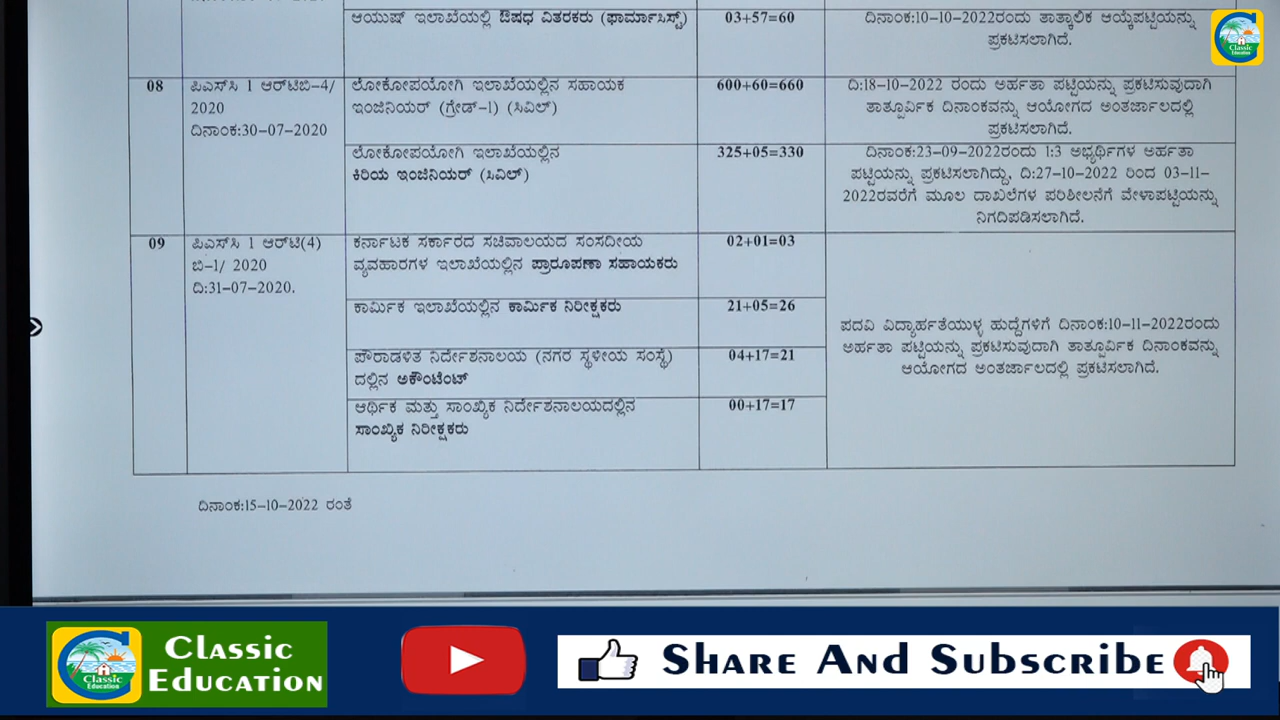 ಆಯುಷ್ ಇಲಾಖೆಯಲ್ಲಿ ಔಷಧ ವಿತರಕರು (ಫಾರ್ಮಾಸಿಸ್ಟ್)
03+57=60
ದಿನಾಂಕ:10-10-2022ರಂದು ತಾತ್ಕಾಲಿಕ ಆಯ್ಕೆಪಟ್ಟಿಯನ್ನು
ಪ್ರಕಟಿಸಲಾಗಿದೆ.
08
ಪಿಎಸ್‌ಸಿ 1 ಆರ್‌ಟಿಬಿ-4/
2020
ದಿನಾಂಕ:30-07-2020
ಲೋಕೋಪಯೋಗಿ ಇಲಾಖೆಯಲ್ಲಿನ ಸಹಾಯಕ
ಇಂಜಿನಿಯರ್ (ಗ್ರೇಡ್-1) (ಸಿವಿಲ್)
600+60=660
ದಿ:18-10-2022 ರಂದು ಅರ್ಹತಾ ಪಟ್ಟಿಯನ್ನು ಪ್ರಕಟಿಸುವುದಾಗಿ
ತಾತ್ಪೂರ್ವಿಕ ದಿನಾಂಕವನ್ನು ಆಯೋಗದ ಅಂತರ್ಜಾಲದಲ್ಲಿ
ಪ್ರಕಟಿಸಲಾಗಿದೆ.
ಲೋಕೋಪಯೋಗಿ ಇಲಾಖೆಯಲ್ಲಿನ
ಕಿರಿಯ ಇಂಜಿನಿಯರ್ (ಸಿವಿಲ್)
325+05=330
ದಿನಾಂಕ:23-09-2022ರಂದು 1:3 ಅಭ್ಯರ್ಥಿಗಳ ಅರ್ಹತಾ
ಪಟ್ಟಿಯನ್ನು ಪ್ರಕಟಿಸಲಾಗಿದ್ದು, ದಿ:27-10-2022 ರಿಂದ 03-11-
2022ರವರೆಗೆ ಮೂಲ ದಾಖಲೆಗಳ ಪರಿಶೀಲನೆಗೆ ವೇಳಾಪಟ್ಟಿಯನ್ನು
ನಿಗದಿಪಡಿಸಲಾಗಿದೆ.
09
ಪಿಎಸ್‌ಸಿ 1 ಆರ್‌ಟಿ(4)
ಬಿ-1/ 2020
ದಿ:31-07-2020.
ಕರ್ನಾಟಕ ಸರ್ಕಾರದ ಸಚಿವಾಲಯದ ಸಂಸದೀಯ
ವ್ಯವಹಾರಗಳ ಇಲಾಖೆಯಲ್ಲಿನ ಪ್ರಾರೂಪಣಾ ಸಹಾಯಕರು
02+01=03
ಕಾರ್ಮಿಕ ಇಲಾಖೆಯಲ್ಲಿನ ಕಾರ್ಮಿಕ ನಿರೀಕ್ಷಕರು
21+05=26
ಪೌರಾಡಳಿತ ನಿರ್ದೇಶನಾಲಯ (ನಗರ ಸ್ಥಳೀಯ ಸಂಸ್ಥೆ)
ದಲ್ಲಿನ ಅಕೌಂಟೆಂಟ್
04+17=21
ಆರ್ಥಿಕ ಮತ್ತು ಸಾಂಖ್ಯಿಕ ನಿರ್ದೇಶನಾಲಯದಲ್ಲಿನ
ಸಾಂಖ್ಯಿಕ ನಿರೀಕ್ಷಕರು
00+17=17
ಪದವಿ ವಿದ್ಯಾರ್ಹತೆಯುಳ್ಳ ಹುದ್ದೆಗಳಿಗೆ ದಿನಾಂಕ:10-11-2022ರಂದು
ಅರ್ಹತಾ ಪಟ್ಟಿಯನ್ನು ಪ್ರಕಟಿಸುವುದಾಗಿ ತಾತ್ಪೂರ್ವಿಕ ದಿನಾಂಕವನ್ನು
ಆಯೋಗದ ಅಂತರ್ಜಾಲದಲ್ಲಿ ಪ್ರಕಟಿಸಲಾಗಿದೆ.
ದಿನಾಂಕ:15-10-2022 ರಂತೆ
Classic
Education
Classic
Education
Classic
Education
Share And Subscribe